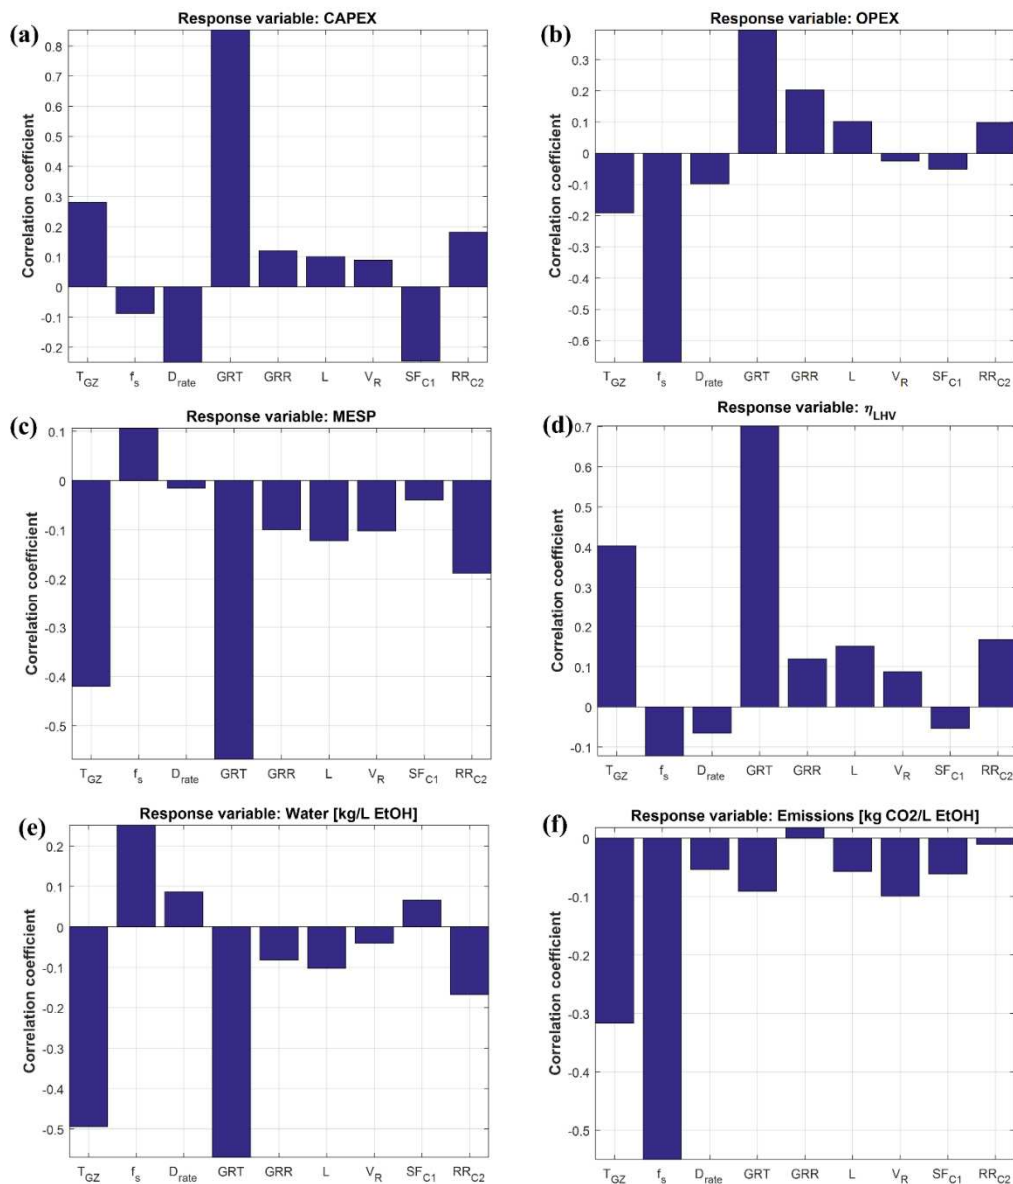 (a)
Response variable: CAPEX
Correlation coefficient
0.8
0.7
0.6
0.5
0.4
0.3
0.2
0.1
0
-0.1
-0.2
T_GZ f_s D_rate GRT GRR L V_R SF_C1 RR_C2
(b)
Response variable: OPEX
Correlation coefficient
0.3
0.2
0.1
0
-0.1
-0.2
-0.3
-0.4
-0.5
-0.6
T_GZ f_s D_rate GRT GRR L V_R SF_C1 RR_C2
(c)
Response variable: MESP
Correlation coefficient
0.1
0
-0.1
-0.2
-0.3
-0.4
-0.5
T_GZ f_s D_rate GRT GRR L V_R SF_C1 RR_C2
(d)
Response variable: η_LHV
Correlation coefficient
0.7
0.6
0.5
0.4
0.3
0.2
0.1
0
-0.1
T_GZ f_s D_rate GRT GRR L V_R SF_C1 RR_C2
(e)
Response variable: Water [kg/L EtOH]
Correlation coefficient
0.2
0.1
0
-0.1
-0.2
-0.3
-0.4
-0.5
T_GZ f_s D_rate GRT GRR L V_R SF_C1 RR_C2
(f)
Response variable: Emissions [kg CO2/L EtOH]
Correlation coefficient
0
-0.1
-0.2
-0.3
-0.4
-0.5
T_GZ f_s D_rate GRT GRR L V_R SF_C1 RR_C2